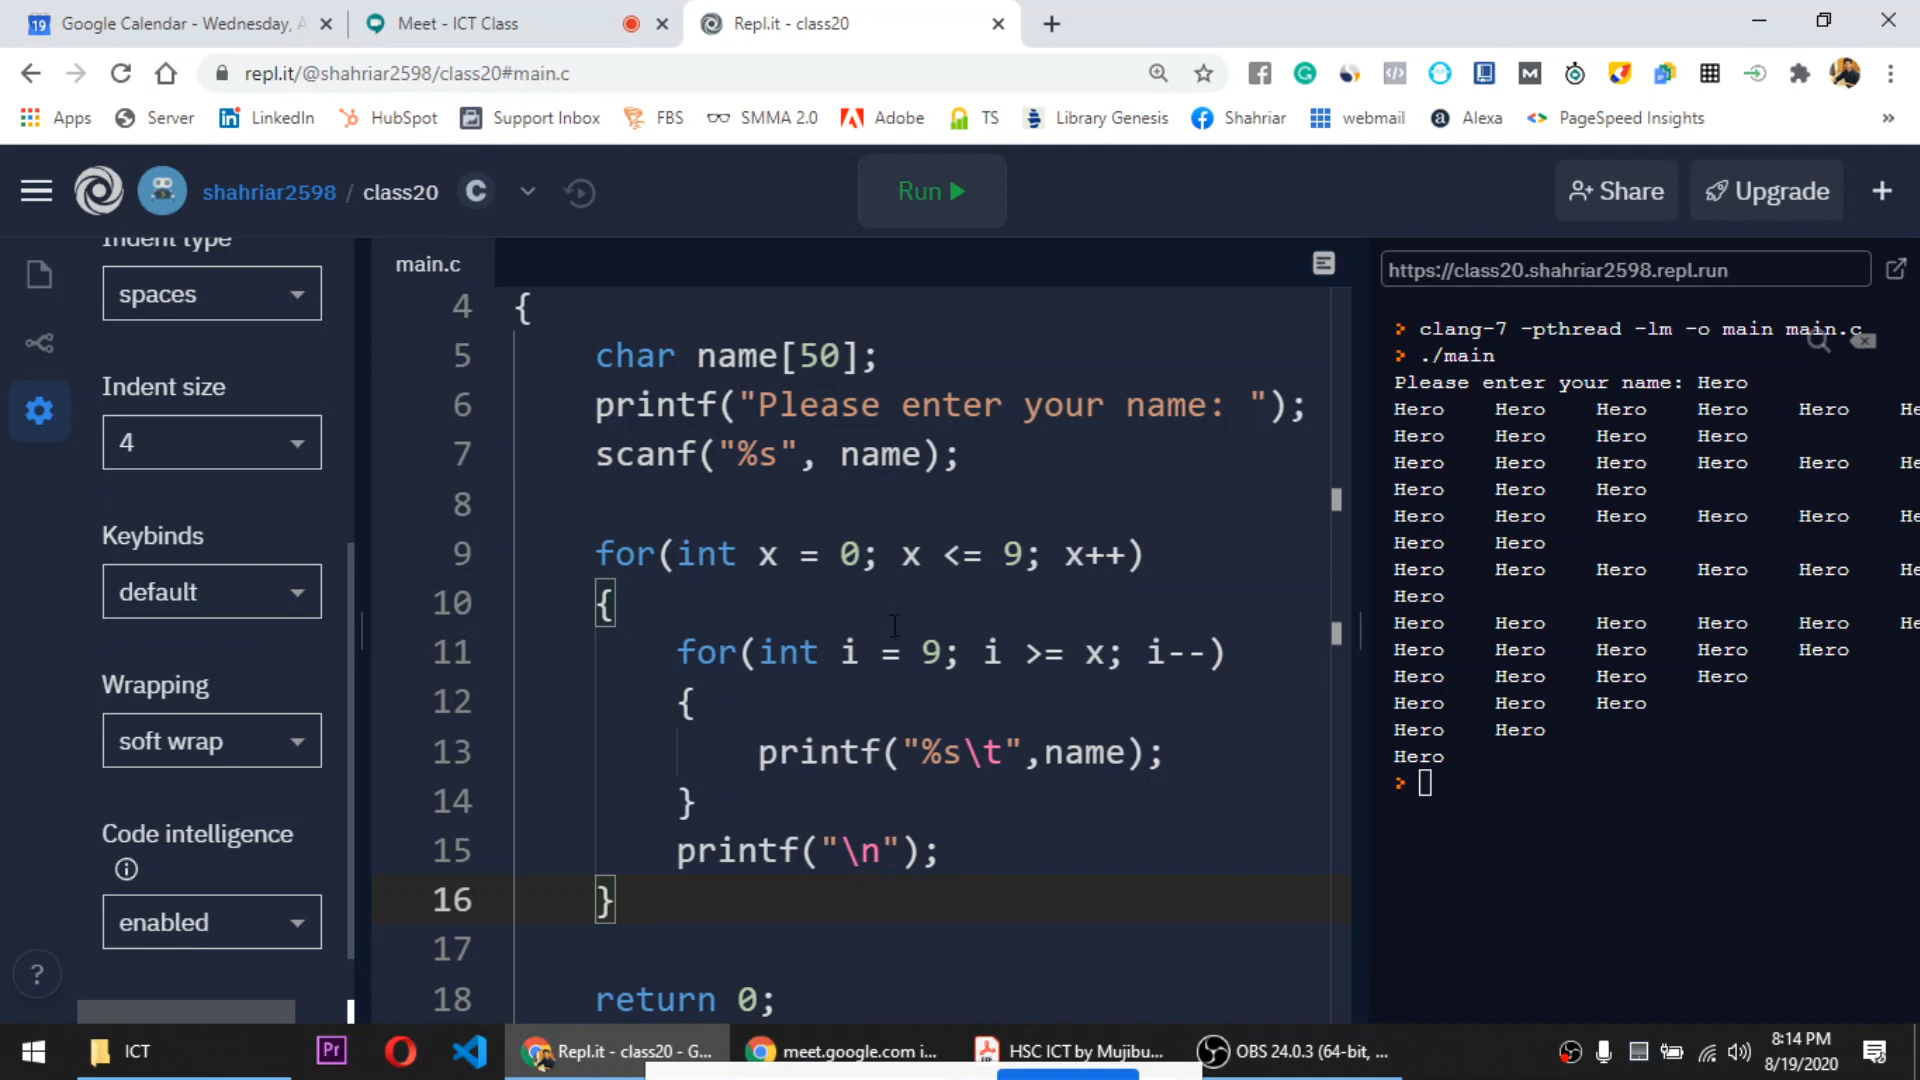 Google Calendar - Wednesday, A
Meet - ICT Class
Repl.it - class20
repl.it/@shahriar2598/class20#main.c
Apps
Server
LinkedIn
HubSpot
Support Inbox
FBS
SMMA 2.0
Adobe
TS
Library Genesis
Shahriar
webmail
Alexa
PageSpeed Insights
»
shahriar2598 / class20
C
Run
Share
Upgrade
Indent type
spaces
Indent size
4
Keybinds
default
Wrapping
soft wrap
Code intelligence
enabled
?
main.c
4 {
5 char name[50];
6 printf("Please enter your name: ");
7 scanf("%s", name);
8
9 for(int x = 0; x <= 9; x++)
10 {
11 for(int i = 9; i >= x; i--)
12 {
13 printf("%s\t",name);
14 }
15 printf("\n");
16 }
17
18 return 0;
https://class20.shahriar2598.repl.run
> clang-7 -pthread -lm -o main main.c
> ./main
Please enter your name: Hero
Hero Hero Hero Hero Hero He
Hero Hero Hero Hero
Hero Hero Hero Hero Hero He
Hero Hero Hero
Hero Hero Hero Hero Hero He
Hero Hero
Hero Hero Hero Hero Hero He
Hero
Hero Hero Hero Hero Hero He
Hero Hero Hero Hero Hero
Hero Hero Hero Hero
Hero Hero Hero
Hero Hero
Hero
>
ICT
Pr
Repl.it - class20 - G...
meet.google.com i...
HSC ICT by Mujibu...
OBS 24.0.3 (64-bit, ...
8:14 PM
8/19/2020